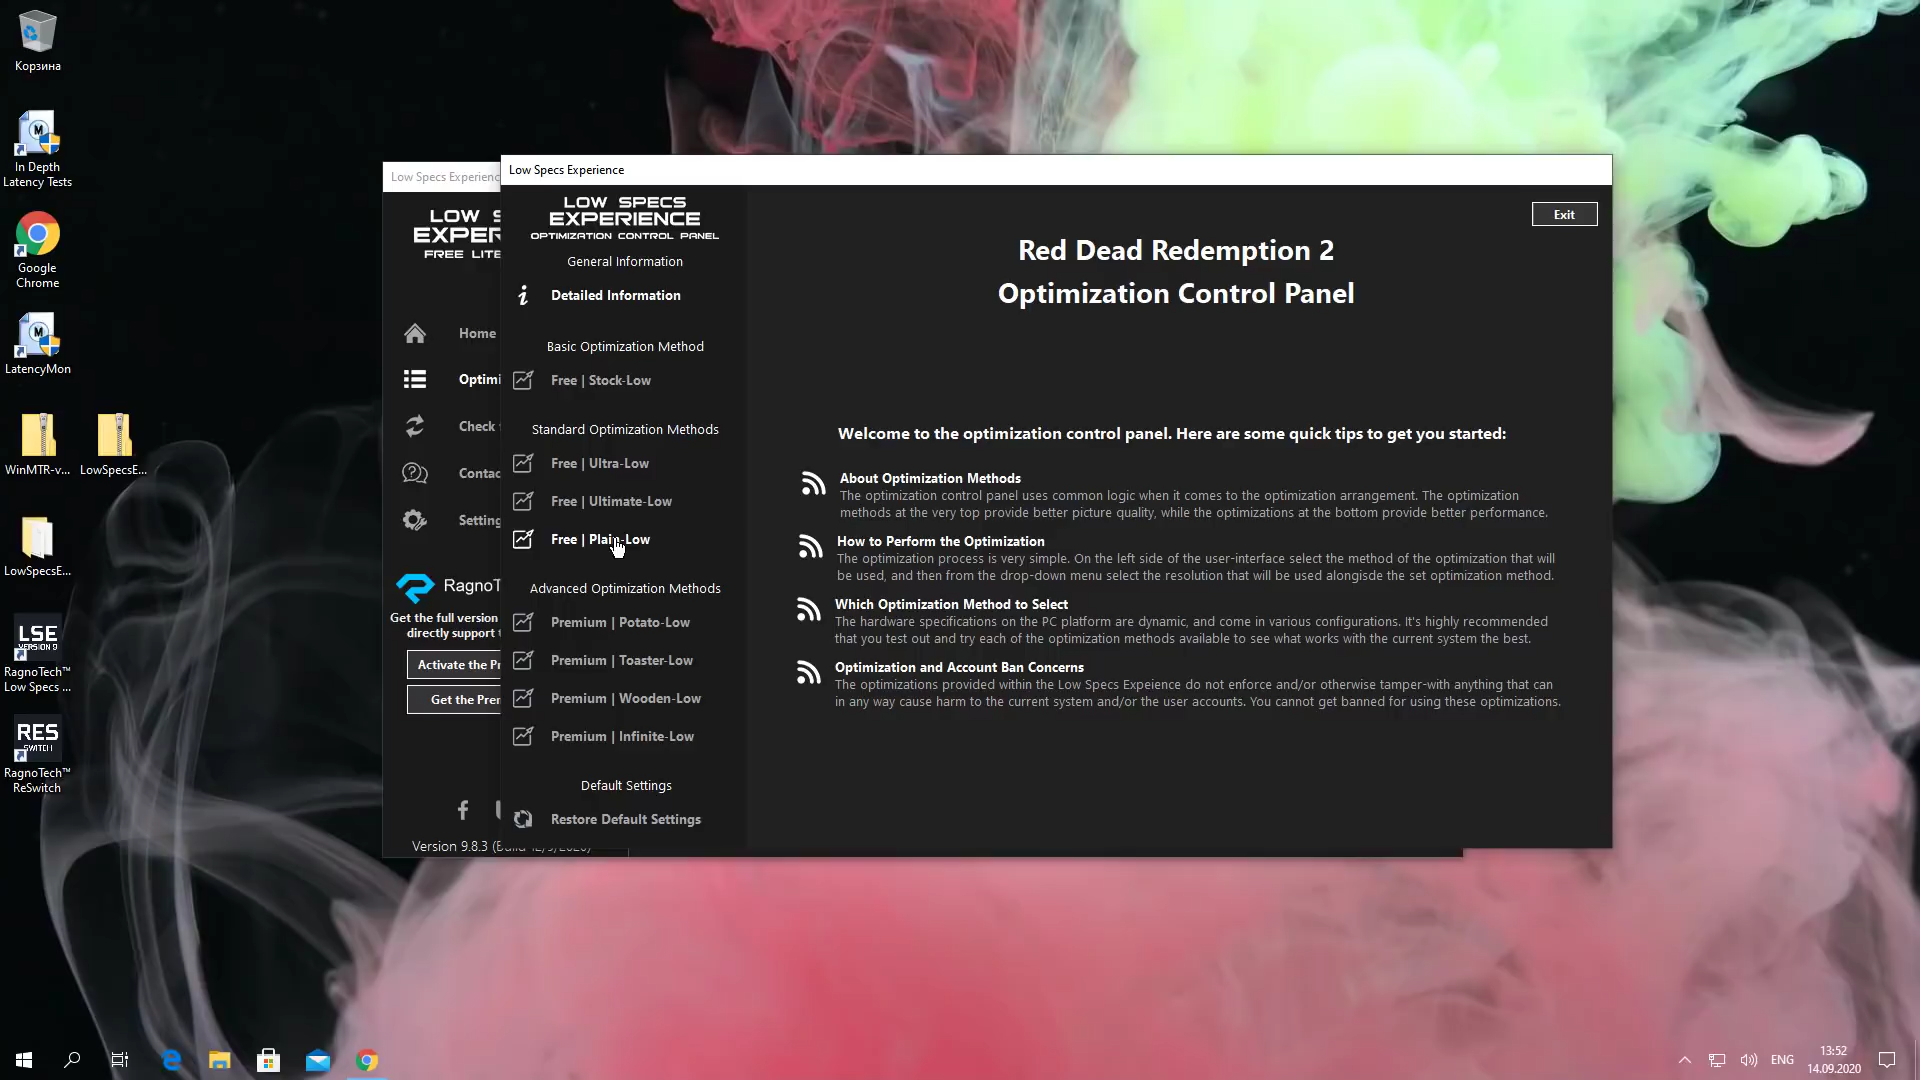 Корзина
In Depth
Latency Tests
Google
Chrome
LatencyMon
WinMTR-v...
LowSpecsE...
LowSpecsE...
LSE
VERSION 9
RagnoTech™
Low Specs ...
RES
SWITCH
RagnoTech™
ReSwitch
Low Specs Experienc
LOW S
EXPER
FREE LITE
Home
Optimi
Check
Contac
Setting
RagnoT
Get the full version
directly support t
Activate the Pr
Get the Prem
Version 9.8.3
Low Specs Experience
LOW SPECS
EXPERIENCE
OPTIMIZATION CONTROL PANEL
General Information
Detailed Information
Basic Optimization Method
Free | Stock-Low
Standard Optimization Methods
Free | Ultra-Low
Free | Ultimate-Low
Free | Plain-Low
Advanced Optimization Methods
Premium | Potato-Low
Premium | Toaster-Low
Premium | Wooden-Low
Premium | Infinite-Low
Default Settings
Restore Default Settings
Exit
Red Dead Redemption 2
Optimization Control Panel
Welcome to the optimization control panel. Here are some quick tips to get you started:
About Optimization Methods
The optimization control panel uses common logic when it comes to the optimization arrangement. The optimization
methods at the very top provide better picture quality, while the optimizations at the bottom provide better performance.
How to Perform the Optimization
The optimization process is very simple. On the left side of the user-interface select the method of the optimization that will
be used, and then from the drop-down menu select the resolution that will be used alongisde the set optimization method.
Which Optimization Method to Select
The hardware specifications on the PC platform are dynamic, and come in various configurations. It's highly recommended
that you test out and try each of the optimization methods available to see what works with the current system the best.
Optimization and Account Ban Concerns
The optimizations provided within the Low Specs Expeience do not enforce and/or otherwise tamper-with anything that can
in any way cause harm to the current system and/or the user accounts. You cannot get banned for using these optimizations.
ENG
13:52
14.09.2020